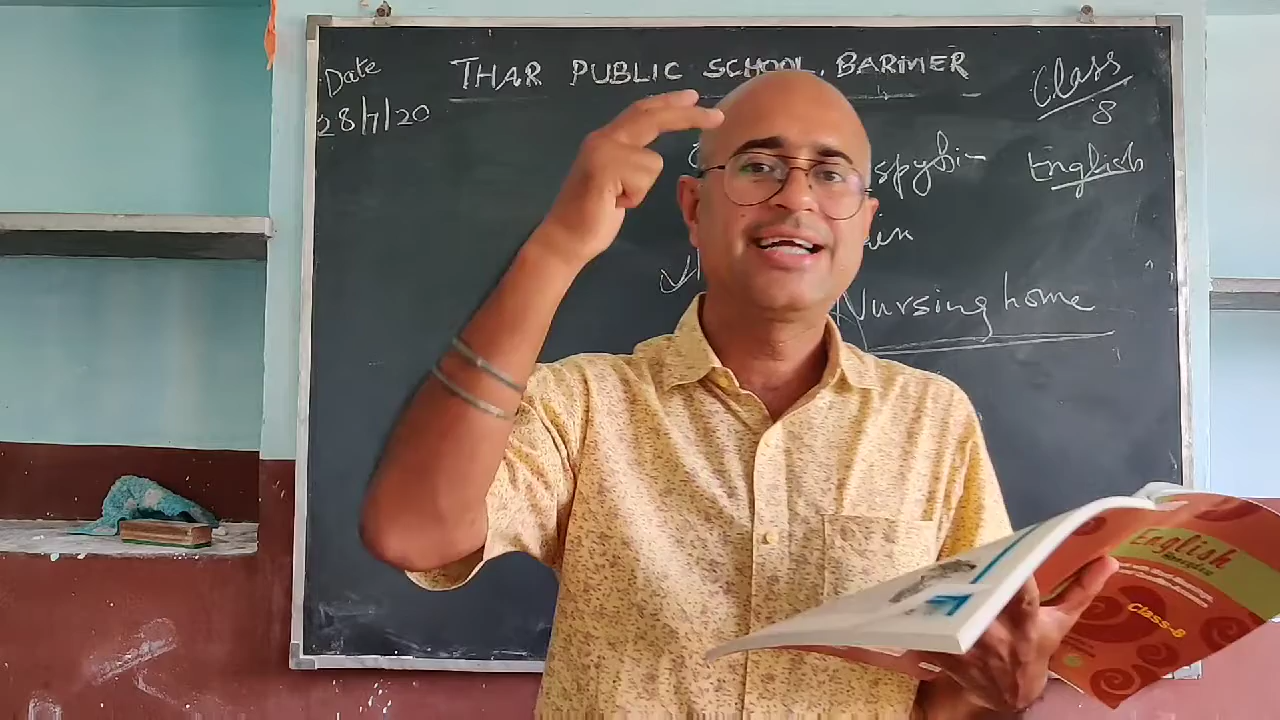 Date
28/7/20
THAR PUBLIC SCHOOL, BARMER
Class
8
English
Nursing home
English
Class-8